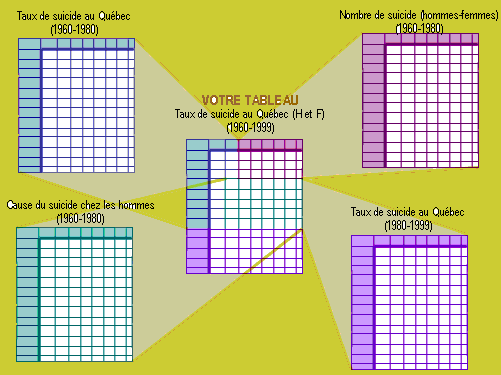 Taux de suicide au Québec
(1960-1980)
Nombre de suicide (hommes-femmes)
(1960-1980)
VOTRE TABLEAU
Taux de suicide au Québec (H et F)
(1960-1999)
Cause du suicide chez les hommes
(1960-1980)
Taux de suicide au Québec
(1980-1999)